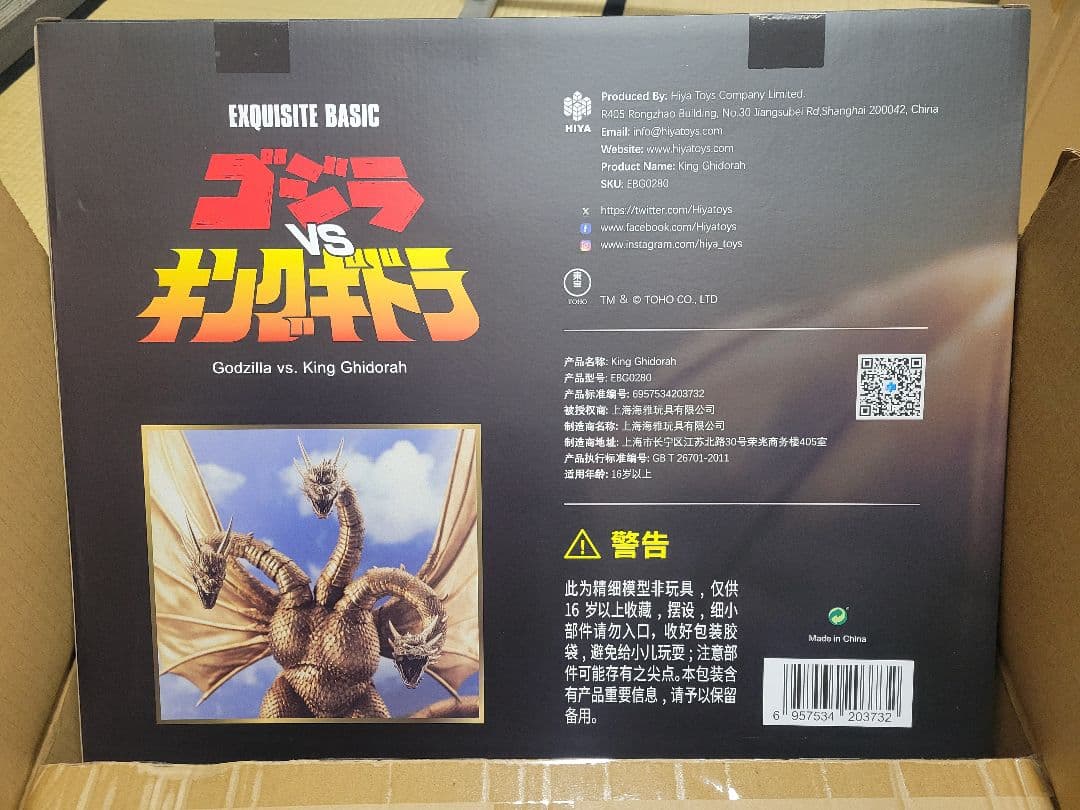 EXQUISITE BASIC
ゴジラ
VS
キングギドラ
Godzilla vs. King Ghidorah
HIYA
Produced By: Hiya Toys Company Limited.
R405 Rongzhao Building, No.30 Jiangsubei Rd,Shanghai 200042, China
Email: info@hiyatoys.com
Website: www.hiyatoys.com
Product Name: King Ghidorah
SKU: EBG0280
X https://twitter.com/Hiyatoys
f www.facebook.com/Hiyatoys
www.instagram.com/hiya_toys
東宝
TOHO
TM & © TOHO CO., LTD
产品名称: King Ghidorah
产品型号: EBG0280
产品标准编号: 6957534203732
被授权商: 上海海雅玩具有限公司
制造商名称: 上海海雅玩具有限公司
制造商地址: 上海市长宁区江苏北路30号荣兆商务楼405室
产品执行标准编号: GB T 26701-2011
适用年龄: 16岁以上
警告
此为精细模型非玩具，仅供
16 岁以上收藏，摆设，细小
部件请勿入口，收好包装胶
袋，避免给小儿玩耍；注意部
件可能存有之尖点。本包装含
有产品重要信息，请予以保留
备用。
Made in China
6 957534 203732